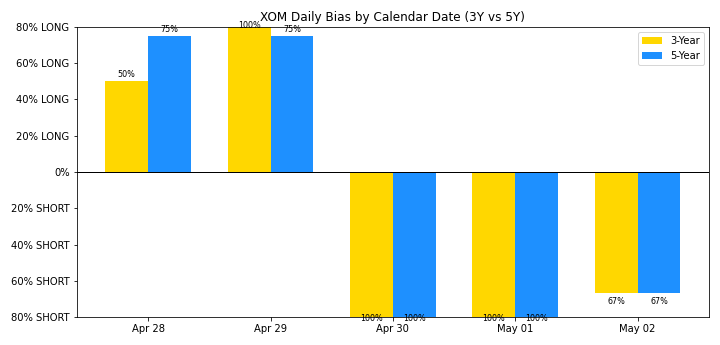 XOM Daily Bias by Calendar Date (3Y vs 5Y)
80% LONG
60% LONG
40% LONG
20% LONG
0%
20% SHORT
40% SHORT
60% SHORT
80% SHORT
50%
75%
100%
75%
100%
100%
100%
100%
67%
67%
3-Year
5-Year
Apr 28
Apr 29
Apr 30
May 01
May 02